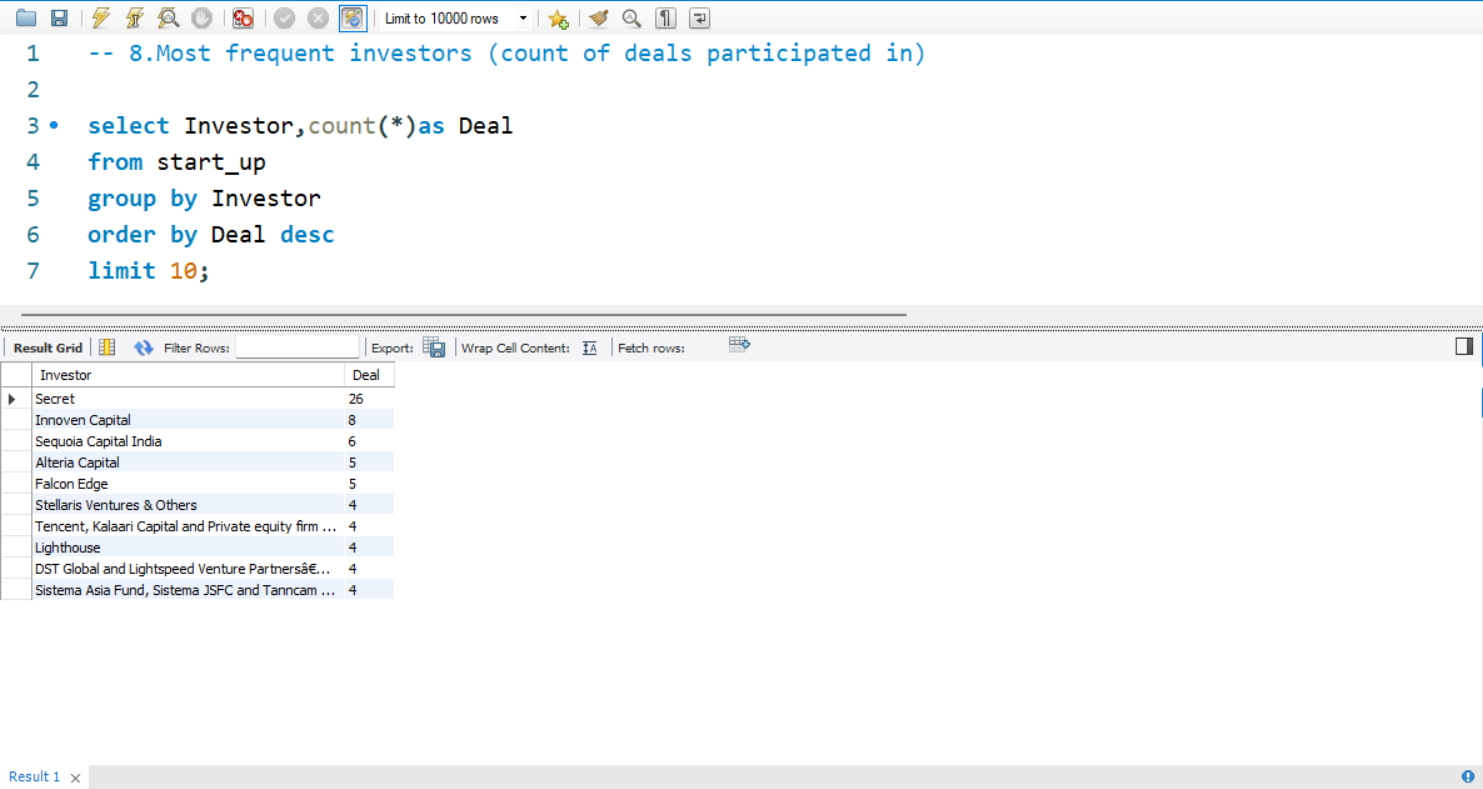 Limit to 10000 rows
1 -- 8.Most frequent investors (count of deals participated in)
2
3 select Investor,count(*)as Deal
4 from start_up
5 group by Investor
6 order by Deal desc
7 limit 10;
Result Grid Filter Rows: Export: Wrap Cell Content: Fetch rows:
Investor Deal
Secret 26
Innoven Capital 8
Sequoia Capital India 6
Alteria Capital 5
Falcon Edge 5
Stellaris Ventures & Others 4
Tencent, Kalaari Capital and Private equity firm ... 4
Lighthouse 4
DST Global and Lightspeed Venture Partnersâ€... 4
Sistema Asia Fund, Sistema JSFC and Tanncam ... 4
Result 1